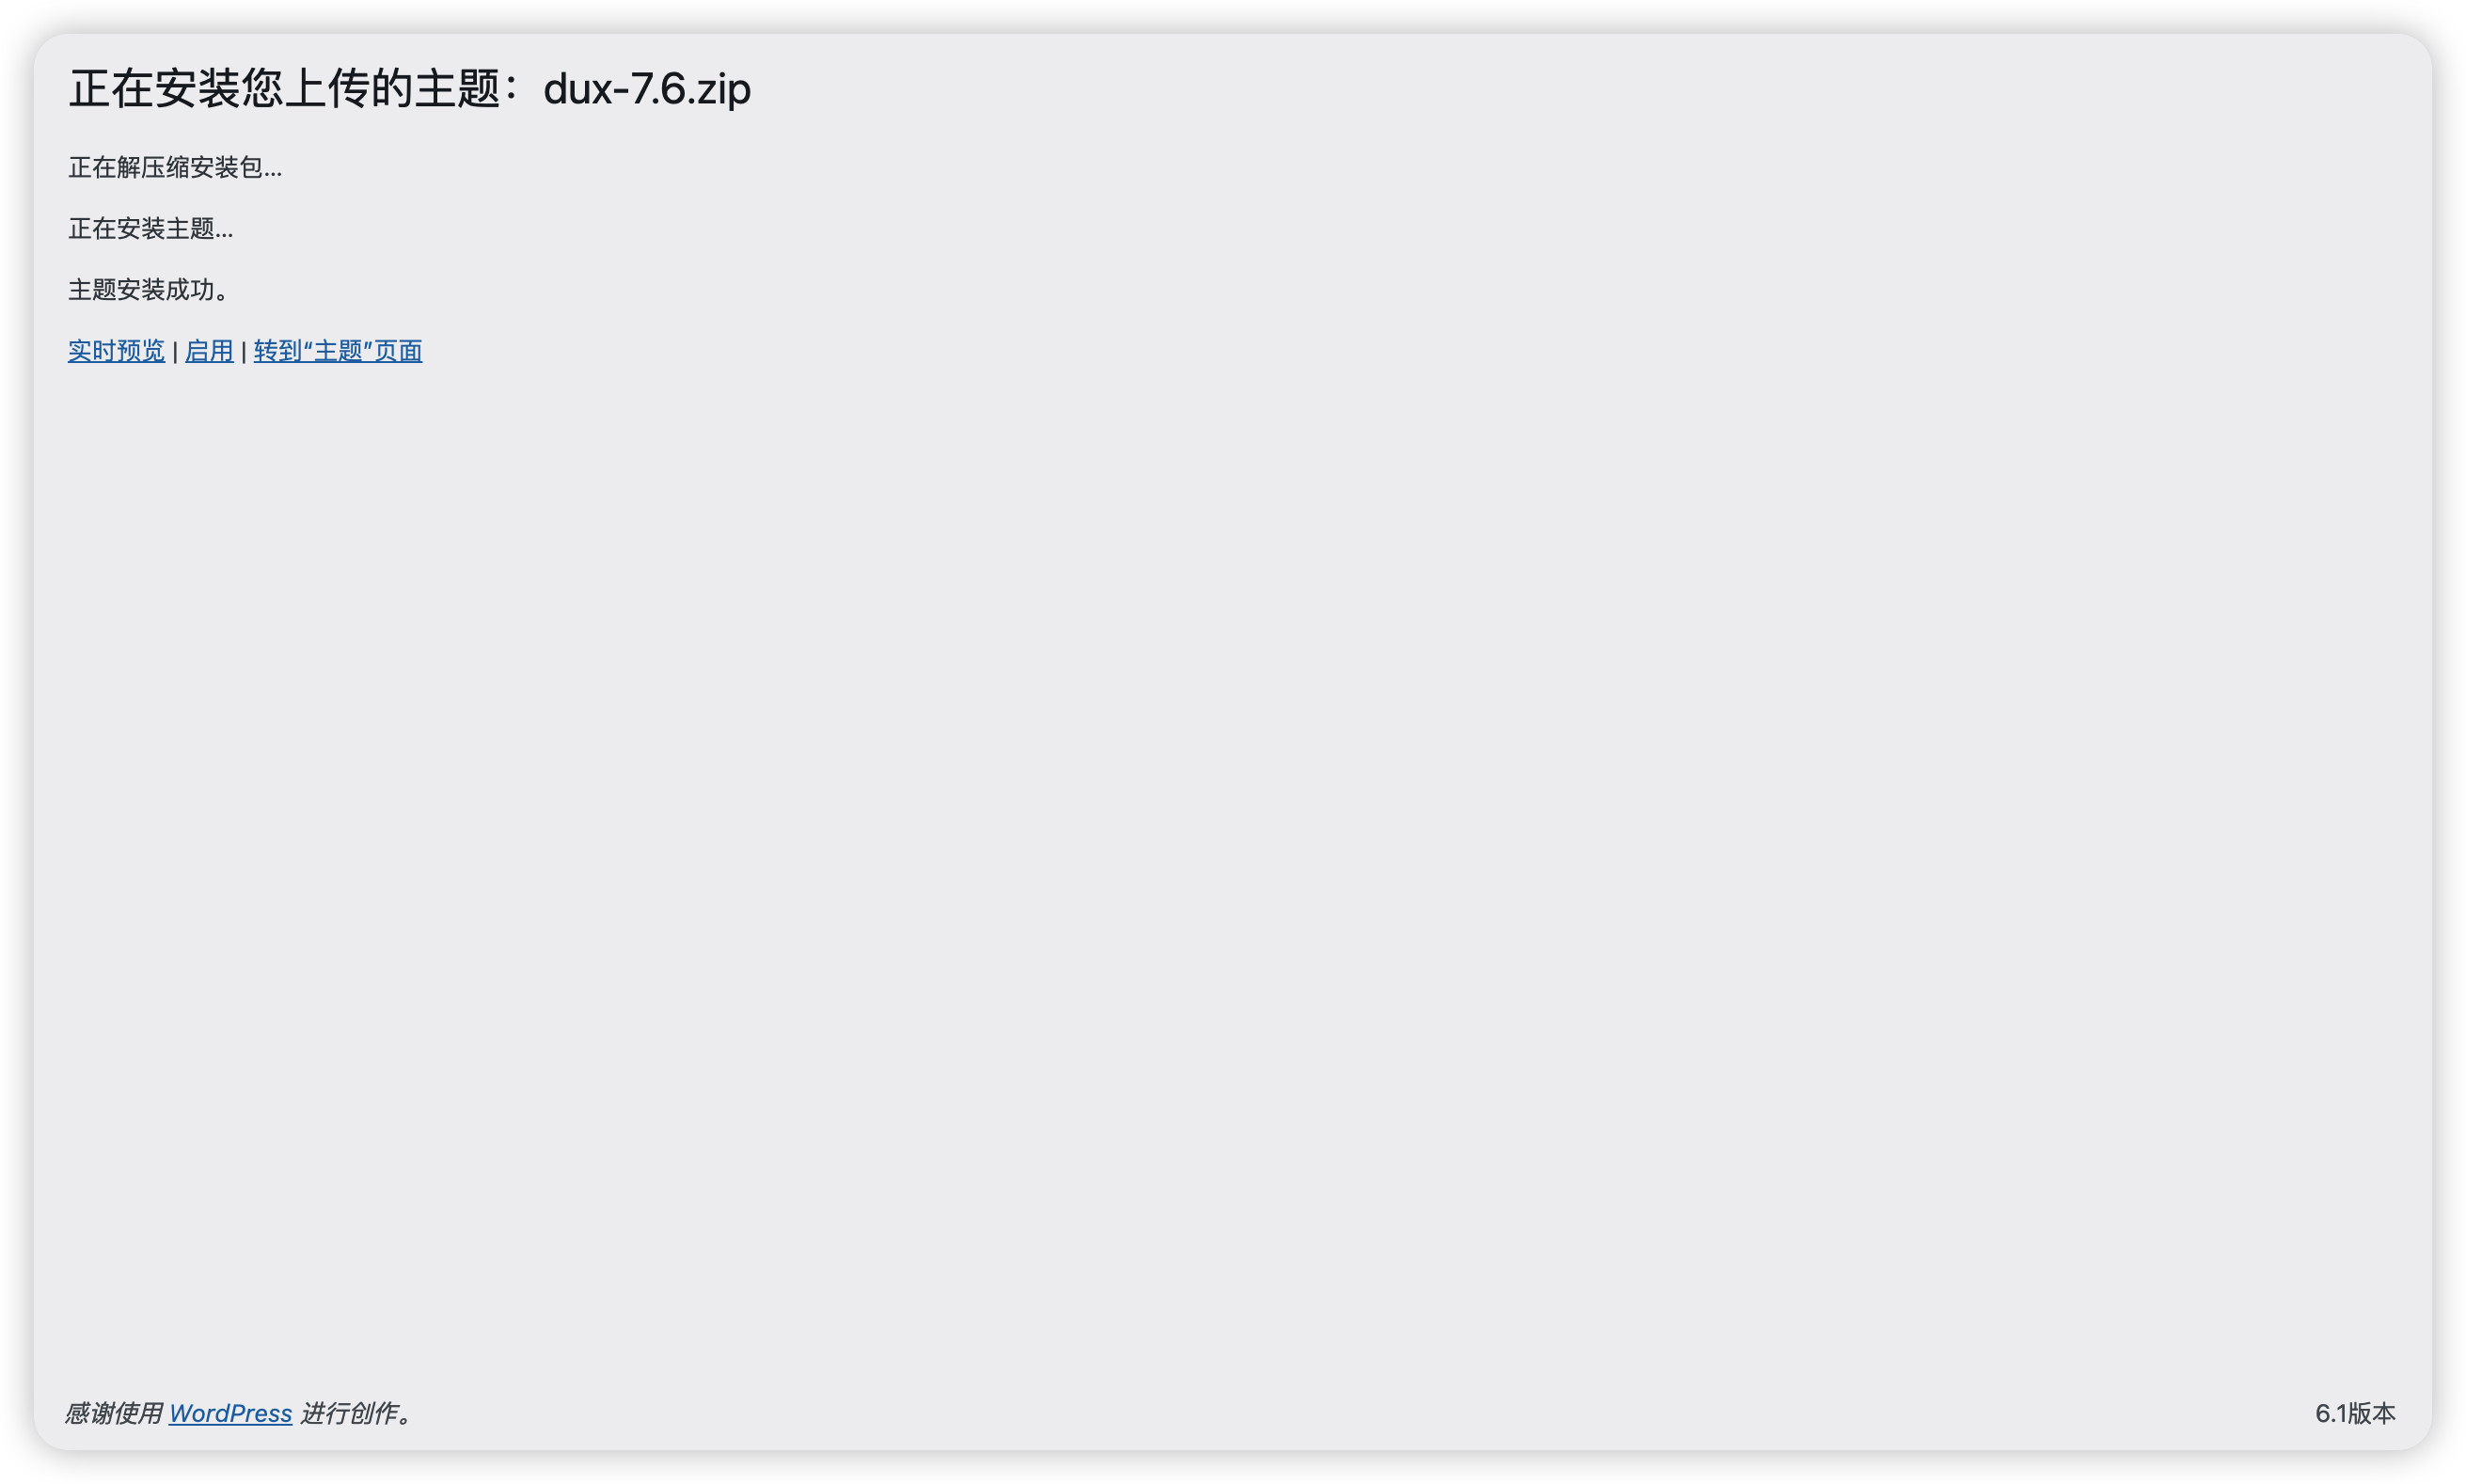 正在安装您上传的主题：dux-7.6.zip
正在解压缩安装包…
正在安装主题…
主题安装成功。
实时预览 | 启用 | 转到“主题”页面
感谢使用 WordPress 进行创作。
6.1版本